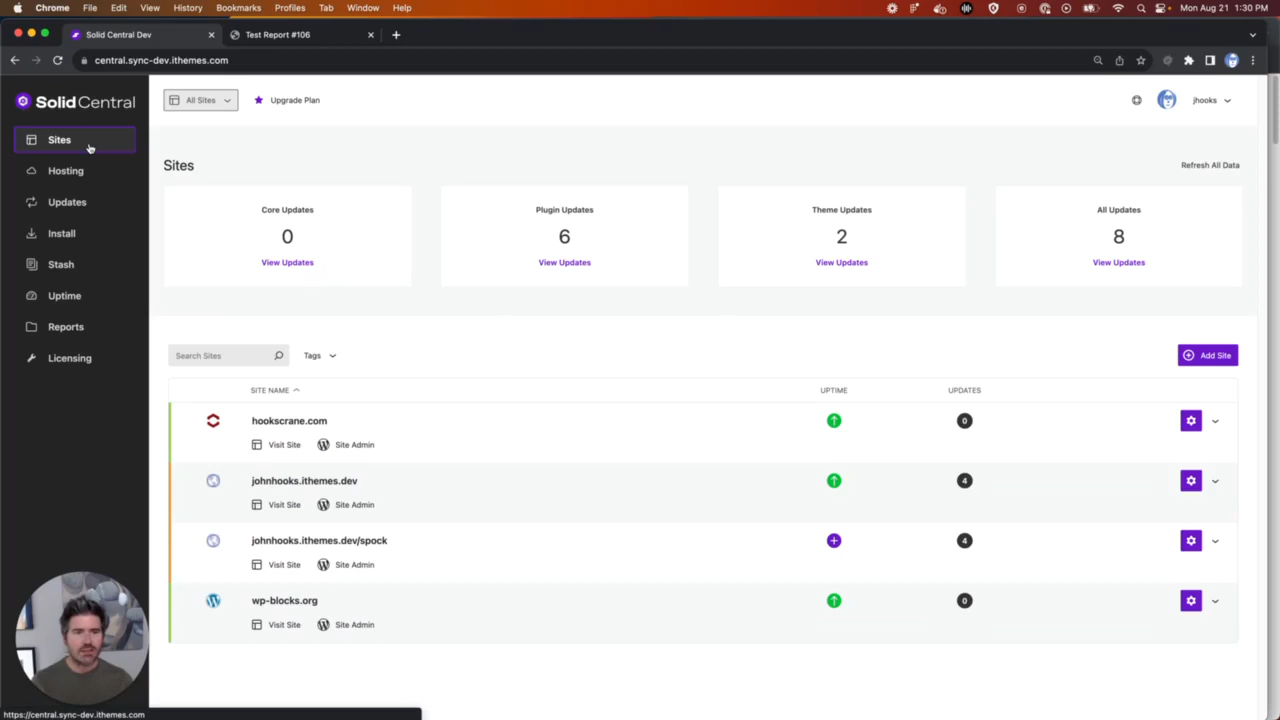 Chrome File Edit View History Bookmarks Profiles Tab Window Help Mon Aug 21 1:30 PM
Solid Central Dev Test Report #106
central.sync-dev.ithemes.com
SolidCentral
Sites
Hosting
Updates
Install
Stash
Uptime
Reports
Licensing
All Sites Upgrade Plan jhooks
Sites Refresh All Data
Core Updates Plugin Updates Theme Updates All Updates
0 6 2 8
View Updates View Updates View Updates View Updates
Search Sites Tags Add Site
SITE NAME UPTIME UPDATES
hookscrane.com 0
Visit Site Site Admin
johnhooks.ithemes.dev 4
Visit Site Site Admin
johnhooks.ithemes.dev/spock 4
Visit Site Site Admin
wp-blocks.org 0
Visit Site Site Admin
https://central.sync-dev.ithemes.com